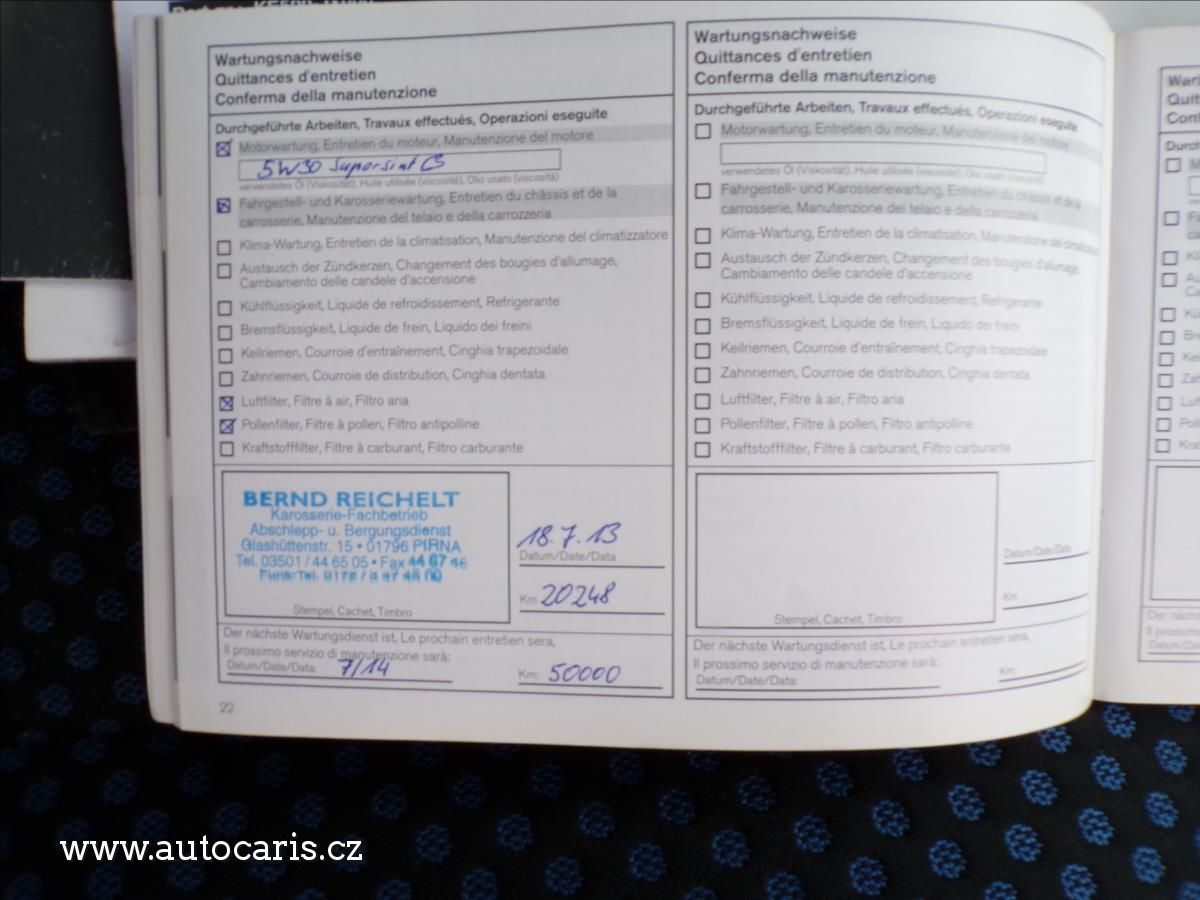 Wartungsnachweise
Quittances d'entretien
Conferma della manutenzione
Durchgeführte Arbeiten, Travaux effectués, Operazioni eseguite
Motorwartung, Entretien du moteur, Manutenzione del motore
5W30 Supersint
verwendetes Öl (Viskosität), Huile utilisée (viscosité), Olio usato (viscosità)
Fahrgestell- und Karosseriewartung, Entretien du châssis et de la
carrosserie, Manutenzione del telaio e della carrozzeria
Klima-Wartung, Entretien de la climatisation, Manutenzione del climatizzatore
Austausch der Zündkerzen, Changement des bougies d'allumage,
Cambiamento delle candele d'accensione
Kühlflüssigkeit, Liquide de refroidissement, Refrigerante
Bremsflüssigkeit, Liquide de frein, Liquido dei freini
Keilriemen, Courroie d'entraînement, Cinghia trapezoidale
Zahnriemen, Courroie de distribution, Cinghia dentata
Luftfilter, Filtre à air, Filtro aria
Pollenfilter, Filtre à pollen, Filtro antipolline
Kraftstofffilter, Filtre à carburant, Filtro carburante
BERND REICHELT
Karosserie-Fachbetrieb
Abschlepp- u. Bergungsdienst
Glashüttenstr. 15 • 01796 PIRNA
Tel. 03501 / 44 65 05 • Fax
Stempel, Cachet, Timbro
18.7.13
Datum/Date/Data
Km 20248
Der nächste Wartungsdienst ist, Le prochain entretien sera,
Il prossimo servizio di manutenzione sarà:
Datum/Date/Data: 7/14
Km: 50000
22
Wartungsnachweise
Quittances d'entretien
Conferma della manutenzione
Durchgeführte Arbeiten, Travaux effectués, Operazioni eseguite
Motorwartung, Entretien du moteur, Manutenzione del motore
verwendetes Öl (Viskosität), Huile utilisée (viscosité), Olio usato (viscosità)
Fahrgestell- und Karosseriewartung, Entretien du châssis et de la
carrosserie, Manutenzione del telaio e della carrozzeria
Klima-Wartung, Entretien de la climatisation, Manutenzione del climatizzatore
Austausch der Zündkerzen, Changement des bougies d'allumage,
Cambiamento delle candele d'accensione
Kühlflüssigkeit, Liquide de refroidissement, Refrigerante
Bremsflüssigkeit, Liquide de frein, Liquido dei freini
Keilriemen, Courroie d'entraînement, Cinghia trapezoidale
Zahnriemen, Courroie de distribution, Cinghia dentata
Luftfilter, Filtre à air, Filtro aria
Pollenfilter, Filtre à pollen, Filtro antipolline
Kraftstofffilter, Filtre à carburant, Filtro carburante
Stempel, Cachet, Timbro
Datum/Date/Data
Km
Der nächste Wartungsdienst ist, Le prochain entretien sera,
Il prossimo servizio di manutenzione sarà:
Datum/Date/Data:
Km:
www.autocaris.cz